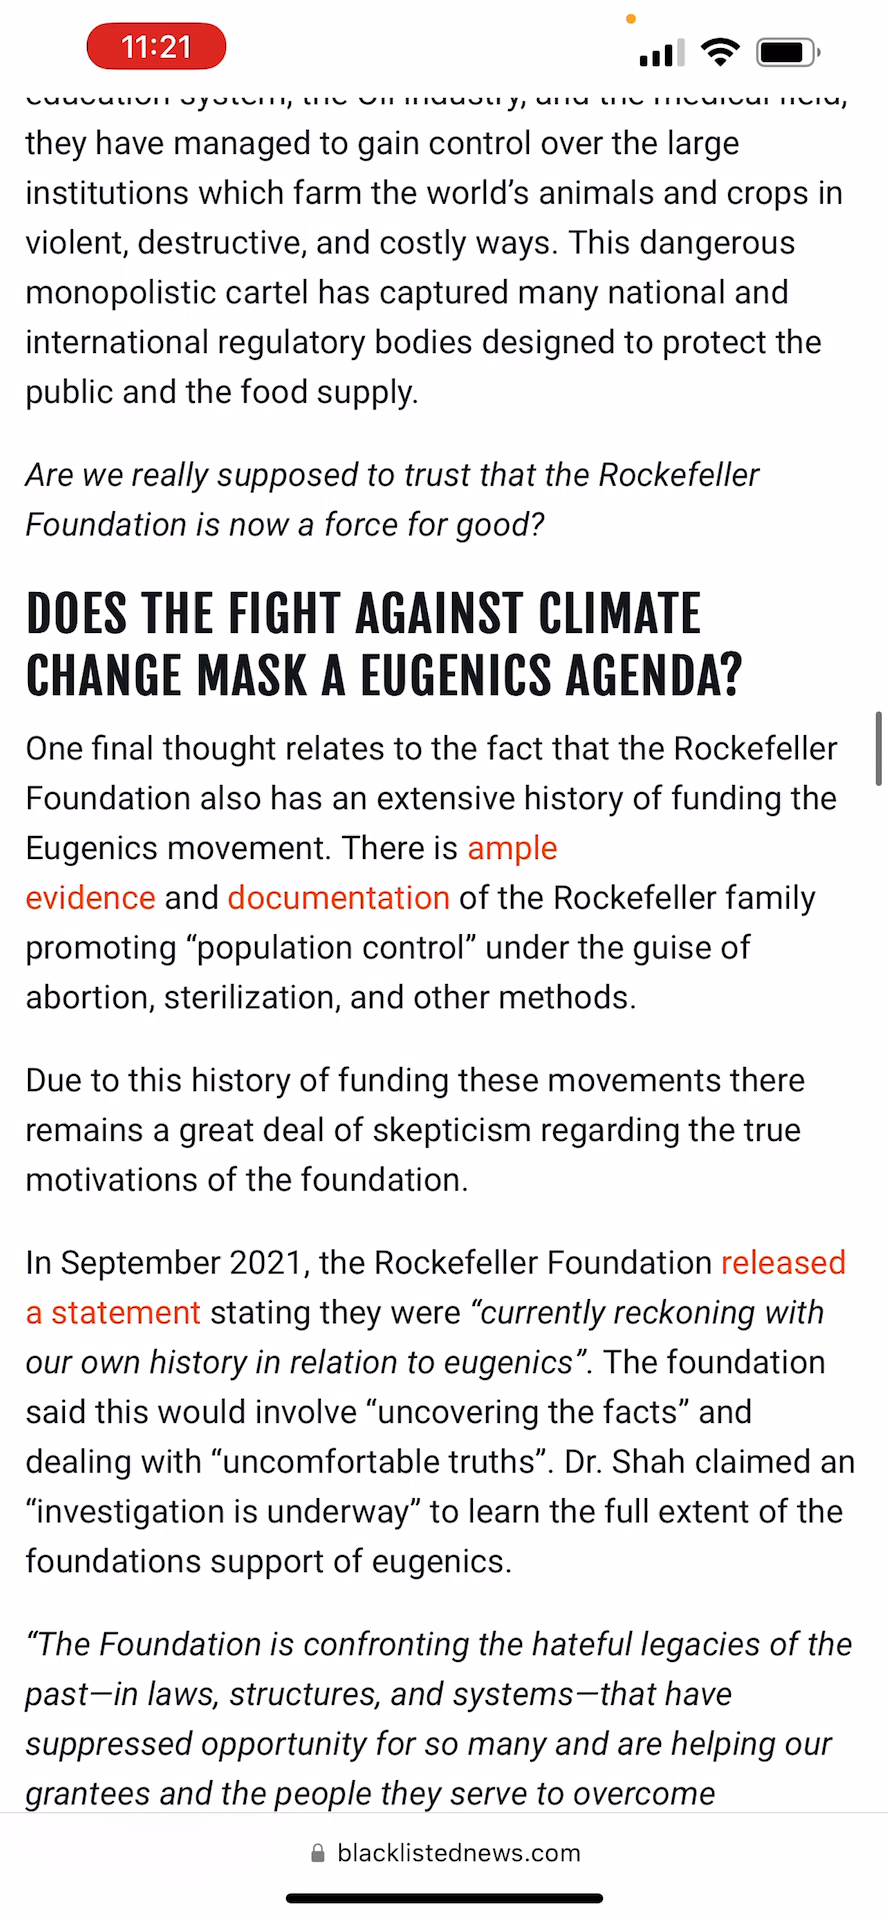 11:21
education system, the Oil industry, and the medical field,
they have managed to gain control over the large
institutions which farm the world’s animals and crops in
violent, destructive, and costly ways. This dangerous
monopolistic cartel has captured many national and
international regulatory bodies designed to protect the
public and the food supply.
Are we really supposed to trust that the Rockefeller
Foundation is now a force for good?
DOES THE FIGHT AGAINST CLIMATE
CHANGE MASK A EUGENICS AGENDA?
One final thought relates to the fact that the Rockefeller
Foundation also has an extensive history of funding the
Eugenics movement. There is ample
evidence and documentation of the Rockefeller family
promoting “population control” under the guise of
abortion, sterilization, and other methods.
Due to this history of funding these movements there
remains a great deal of skepticism regarding the true
motivations of the foundation.
In September 2021, the Rockefeller Foundation released
a statement stating they were “currently reckoning with
our own history in relation to eugenics”. The foundation
said this would involve “uncovering the facts” and
dealing with “uncomfortable truths”. Dr. Shah claimed an
“investigation is underway” to learn the full extent of the
foundations support of eugenics.
“The Foundation is confronting the hateful legacies of the
past—in laws, structures, and systems—that have
suppressed opportunity for so many and are helping our
grantees and the people they serve to overcome
blacklistednews.com